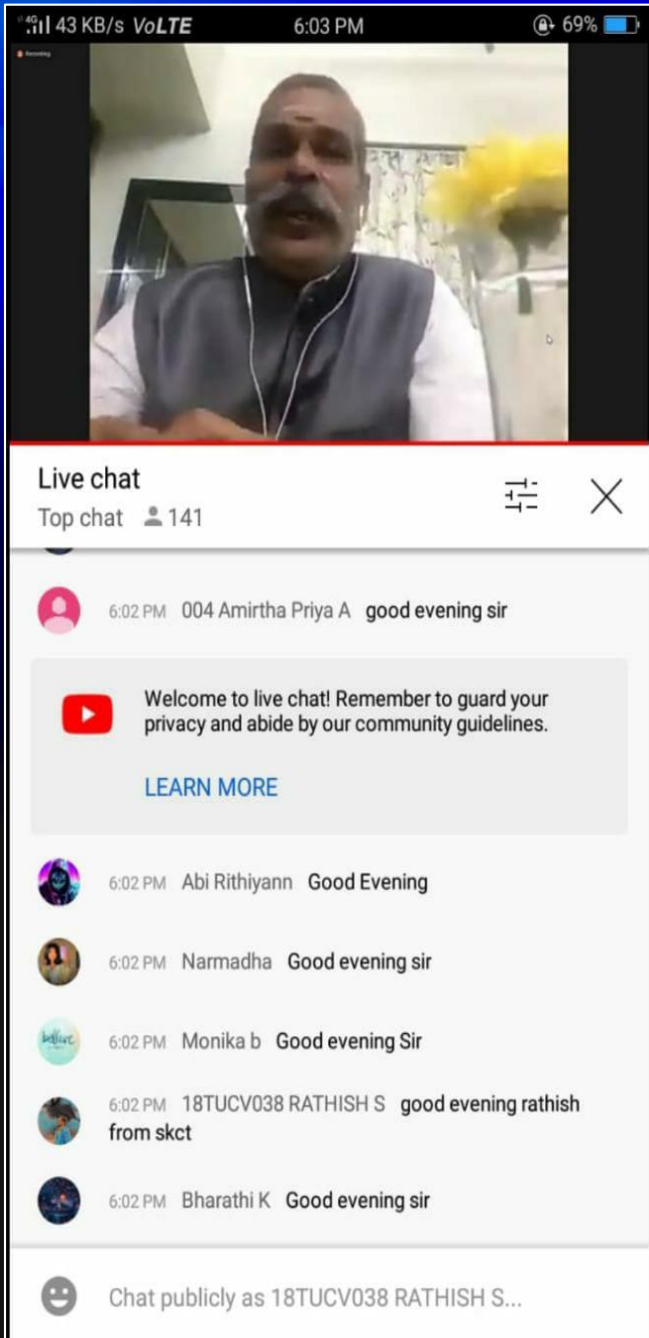 4G 43 KB/s VoLTE 6:03 PM 69%
Recording
Live chat
Top chat 141
6:02 PM 004 Amirtha Priya A good evening sir
Welcome to live chat! Remember to guard your
privacy and abide by our community guidelines.
LEARN MORE
6:02 PM Abi Rithiyann Good Evening
6:02 PM Narmadha Good evening sir
6:02 PM Monika b Good evening Sir
believe
6:02 PM 18TUCV038 RATHISH S good evening rathish
from skct
6:02 PM Bharathi K Good evening sir
Chat publicly as 18TUCV038 RATHISH S...